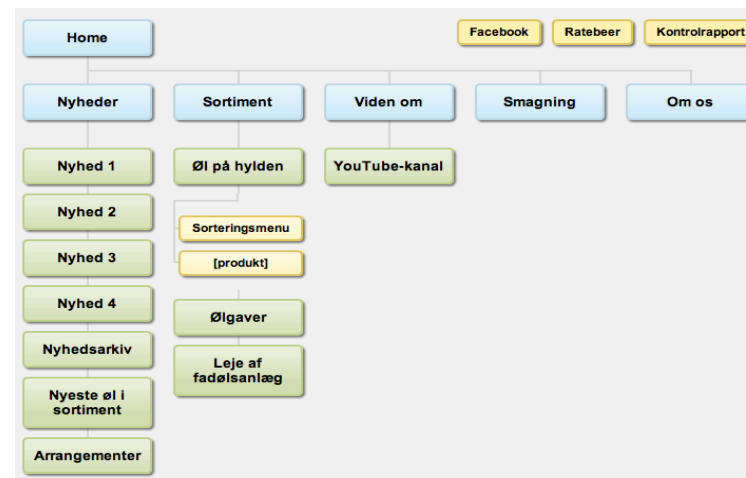 Home
Facebook
Ratebeer
Kontrolrapport
Nyheder
Sortiment
Viden om
Smagning
Om os
Nyhed 1
Øl på hylden
YouTube-kanal
Nyhed 2
Sorteringsmenu
Nyhed 3
[produkt]
Nyhed 4
Ølgaver
Nyhedsarkiv
Leje af
fadølsanlæg
Nyeste øl i
sortiment
Arrangementer